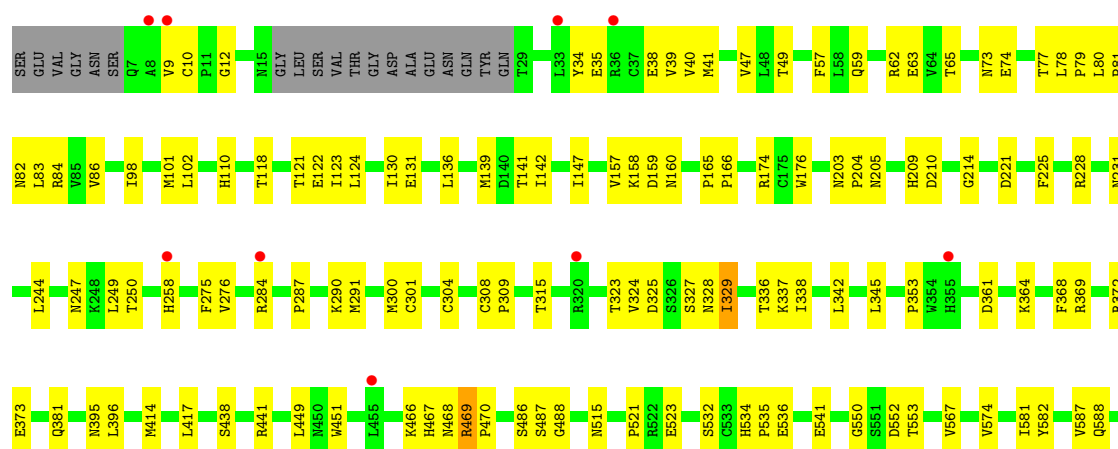 SER GLU VAL GLY ASN SER Q7 A8 V9 C10 P11 G12 N15 GLY LEU SER VAL THR GLY ASP ALA GLU ASN GLN TYR GLN T29 L33 Y34 E35 R36 C37 E38 V39 V40 M41 V47 L48 T49 F57 L58 Q59 R62 E63 V64 T65 N73 E74 T77 L78 P79 L80
N82 L83 R84 V85 V86 I98 M101 L102 H110 T118 T121 E122 I123 L124 I130 E131 L136 M139 D140 T141 I142 I147 V157 K158 D159 N160 P165 P166 R174 C175 W176 N203 P204 N205 H209 D210 G214 D221 F225 R228 N231
L244 N247 K248 L249 T250 H258 F275 V276 R284 P287 K290 M291 M300 C301 C304 C308 P309 T315 R320 T323 V324 D325 S326 S327 N328 I329 T336 K337 I338 L342 L345 P353 W354 H355 D361 K364 F368 R369
E373 Q381 N395 L396 M414 L417 S438 R441 L449 N450 W451 L455 K466 H467 N468 R469 P470 S486 S487 G488 N515 P521 R522 E523 S532 C533 H534 P535 E536 E541 G550 S551 D552 T553 V567 V574 I581 Y582 V587 Q588